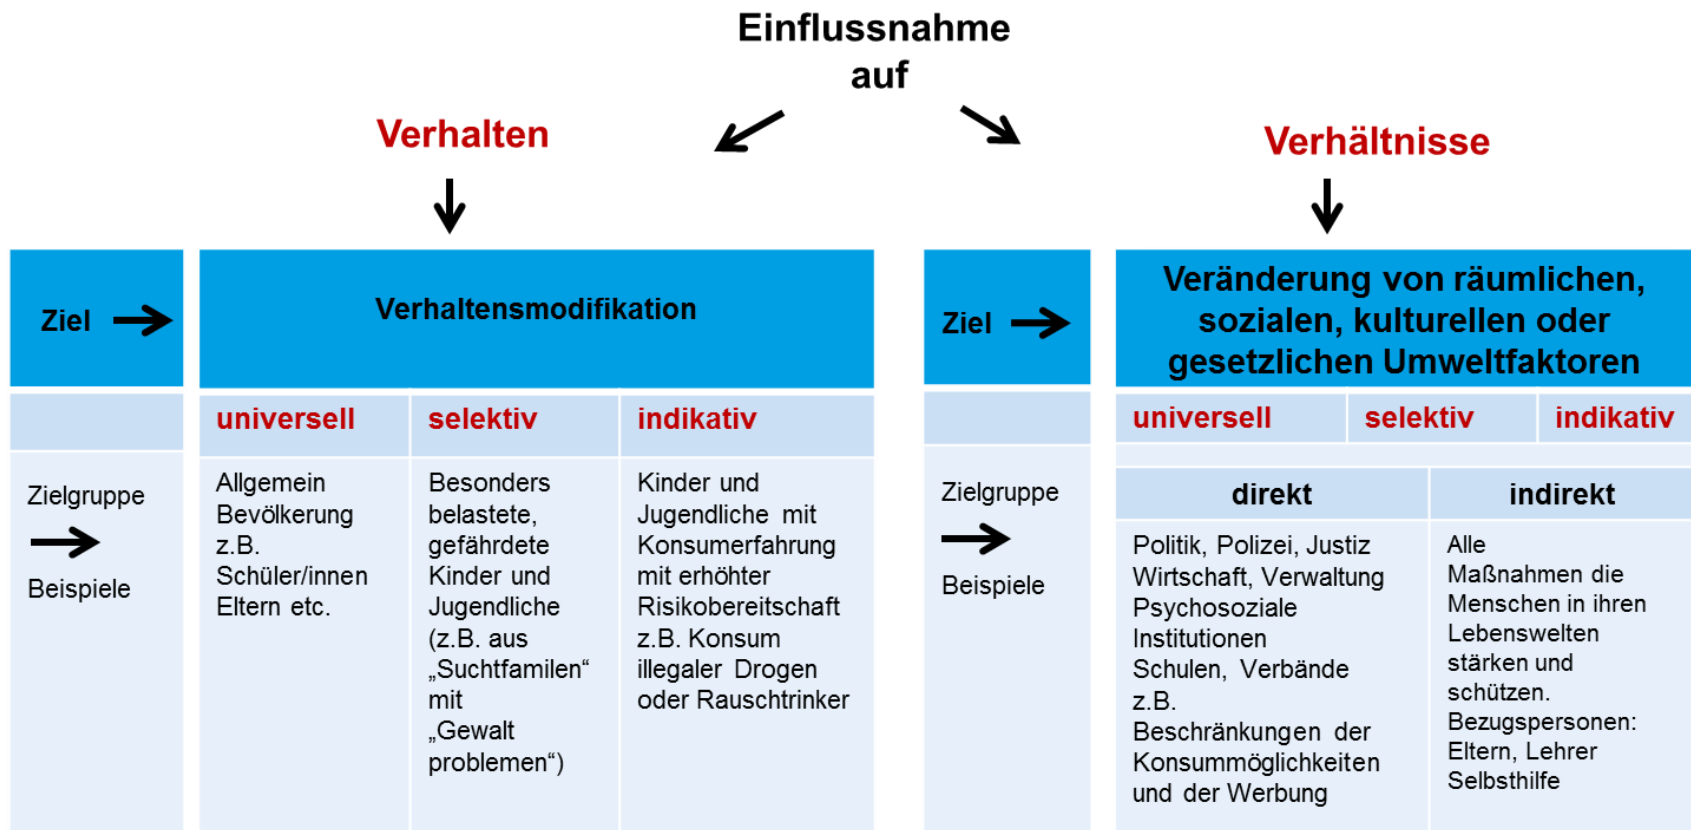 Einflussnahme
auf
Verhalten
Verhältnisse
Ziel
Verhaltensmodifikation
universell
selektiv
indikativ
Zielgruppe
Beispiele
Allgemein
Bevölkerung
z.B.
Schüler/innen
Eltern etc.
Besonders
belastete,
gefährdete
Kinder und
Jugendliche
(z.B. aus
„Suchtfamilen“
mit
„Gewalt
problemen“)
Kinder und
Jugendliche mit
Konsumerfahrung
mit erhöhter
Risikobereitschaft
z.B. Konsum
illegaler Drogen
oder Rauschtrinker
Ziel
Veränderung von räumlichen,
sozialen, kulturellen oder
gesetzlichen Umweltfaktoren
universell
selektiv
indikativ
Zielgruppe
Beispiele
direkt
indirekt
Politik, Polizei, Justiz
Wirtschaft, Verwaltung
Psychosoziale
Institutionen
Schulen, Verbände
z.B.
Beschränkungen der
Konsummöglichkeiten
und der Werbung
Alle
Maßnahmen die
Menschen in ihren
Lebenswelten
stärken und
schützen.
Bezugspersonen:
Eltern, Lehrer
Selbsthilfe